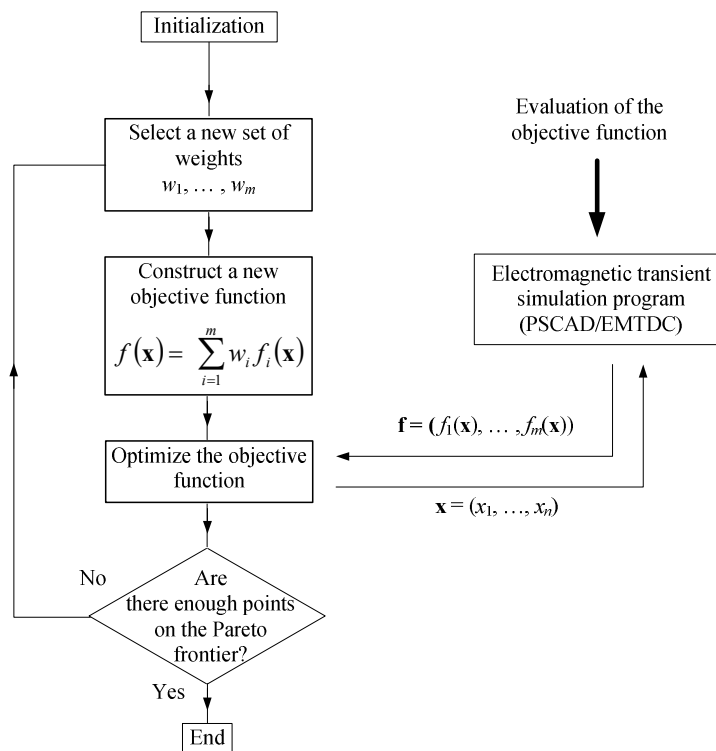 Initialization
Select a new set of
weights
w₁, … , wₘ
Construct a new
objective function
f(𝐱) = ∑ᵢ₌₁ᵐ wᵢ fᵢ(𝐱)
Optimize the objective
function
No
Are
there enough points
on the Pareto
frontier?
Yes
End
Evaluation of the
objective function
Electromagnetic transient
simulation program
(PSCAD/EMTDC)
𝐟 = (f₁(𝐱), … ,fₘ(𝐱))
𝐱 = (x₁, …, xₙ)